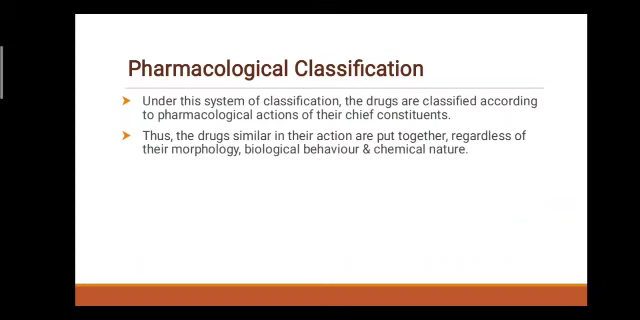 Pharmacological Classification
Under this system of classification, the drugs are classified according
to pharmacological actions of their chief constituents.
Thus, the drugs similar in their action are put together, regardless of
their morphology, biological behaviour & chemical nature.